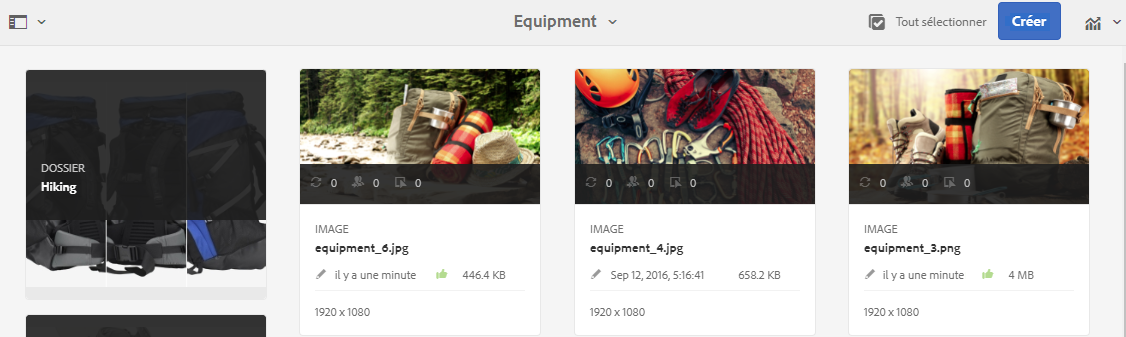 Equipment
Tout sélectionner
Créer
DOSSIER
Hiking
0 0 0
IMAGE
equipment_6.jpg
il y a une minute 446.4 KB
1920 x 1080
0 0 0
IMAGE
equipment_4.jpg
Sep 12, 2016, 5:16:41 658.2 KB
1920 x 1080
0 0 0
IMAGE
equipment_3.png
il y a une minute 4 MB
1920 x 1080